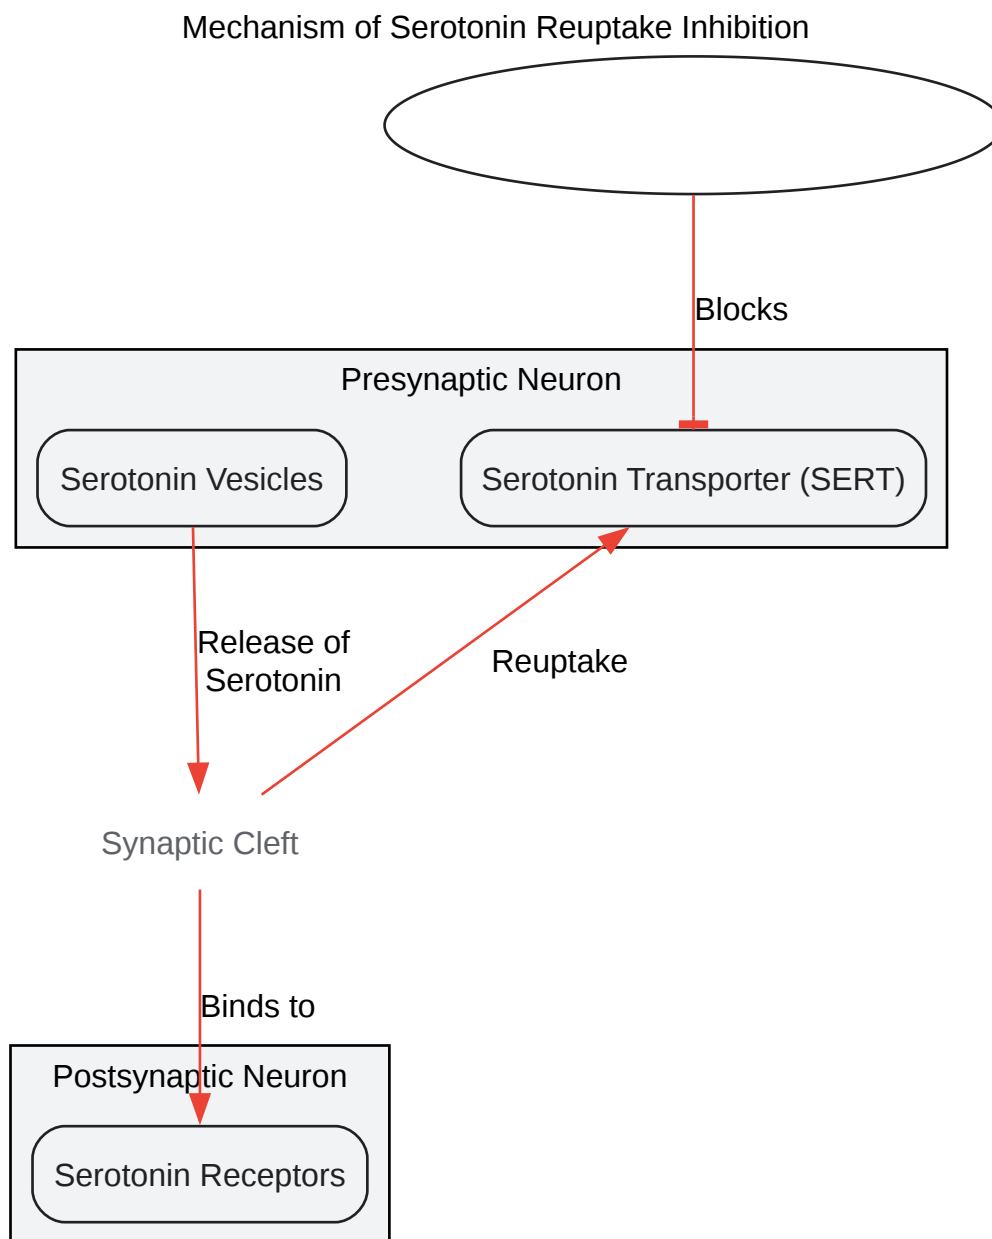 Mechanism of Serotonin Reuptake Inhibition
Blocks
Presynaptic Neuron
Serotonin Vesicles
Serotonin Transporter (SERT)
Release of
Serotonin
Reuptake
Synaptic Cleft
Binds to
Postsynaptic Neuron
Serotonin Receptors